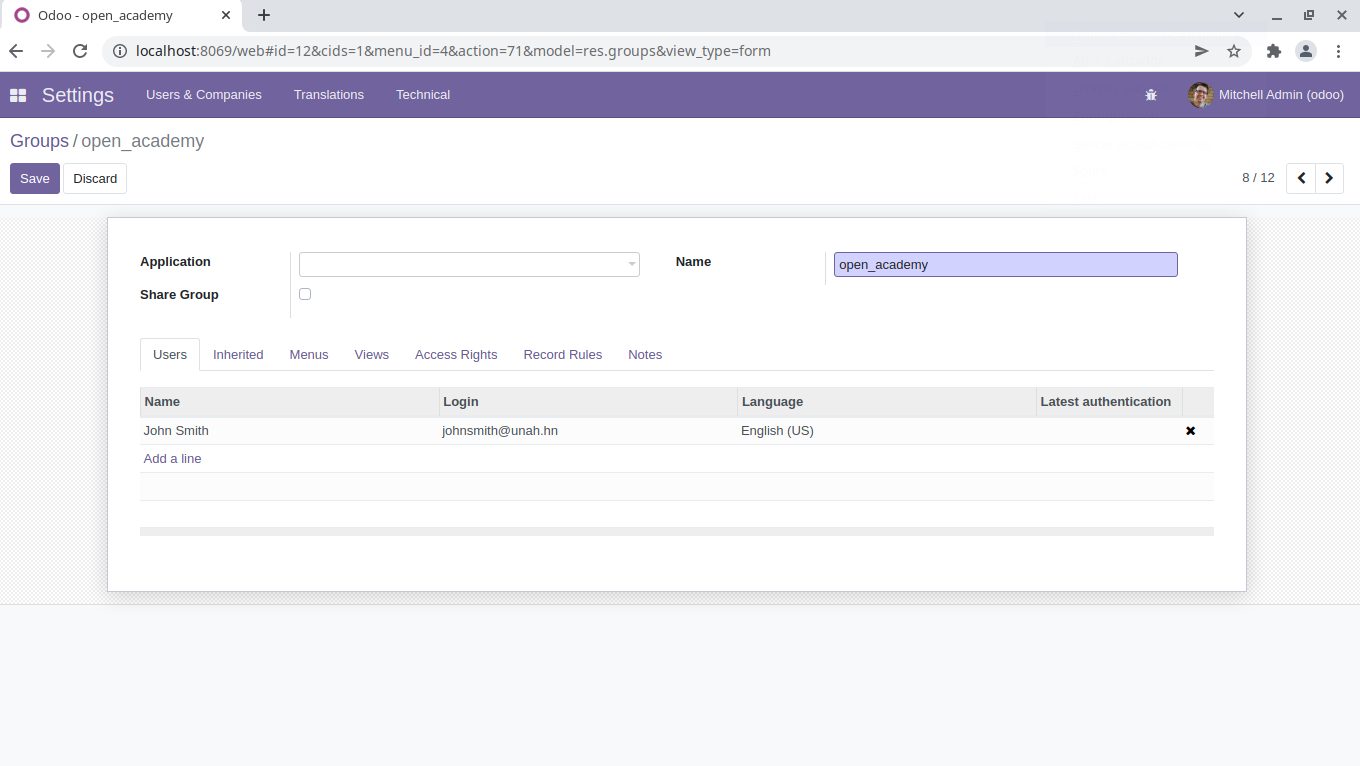 Odoo - open_academy
localhost:8069/web#id=12&cids=1&menu_id=4&action=71&model=res.groups&view_type=form
Settings Users & Companies Translations Technical Mitchell Admin (odoo)
Groups / open_academy
Save Discard 8 / 12
Application Name open_academy
Share Group
Users Inherited Menus Views Access Rights Record Rules Notes
Name Login Language Latest authentication
John Smith johnsmith@unah.hn English (US)
Add a line